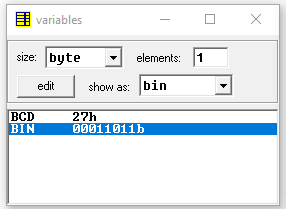 variables
size: byte elements: 1
edit show as: bin
BCD 27h
BIN 00011011b